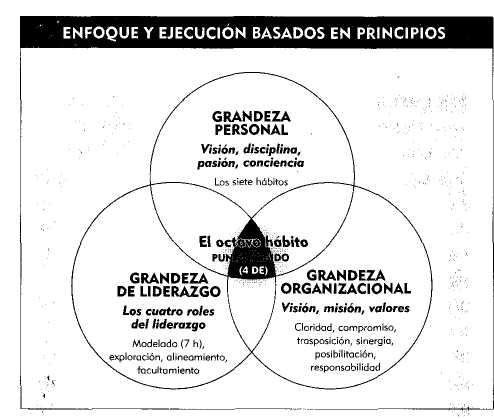 ENFOQUE Y EJECUCIÓN BASADOS EN PRINCIPIOS
GRANDEZA
PERSONAL
Visión, disciplina,
pasión, conciencia
Los siete hábitos
El octavo hábito
(4 DE)
GRANDEZA
DE LIDERAZGO
Los cuatro roles
del liderazgo
Modelado (7 h),
exploración, alineamiento,
facultamiento
GRANDEZA
ORGANIZACIONAL
Visión, misión, valores
Cloridad, compromiso,
trasposición, sinergia,
posibilitación,
responsabilidad